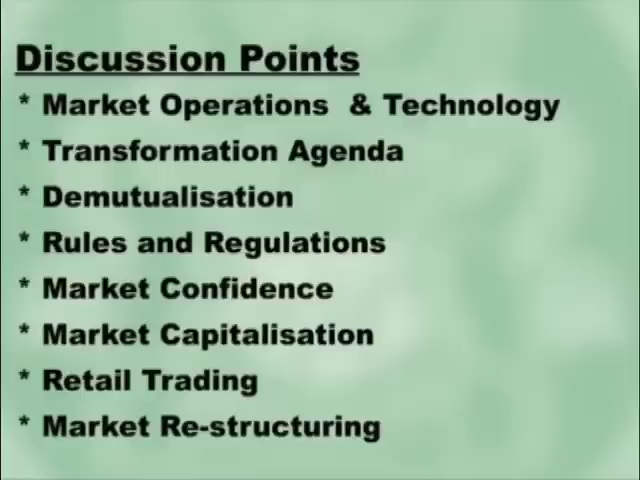 Discussion Points
* Market Operations & Technology
* Transformation Agenda
* Demutualisation
* Rules and Regulations
* Market Confidence
* Market Capitalisation
* Retail Trading
* Market Re-structuring